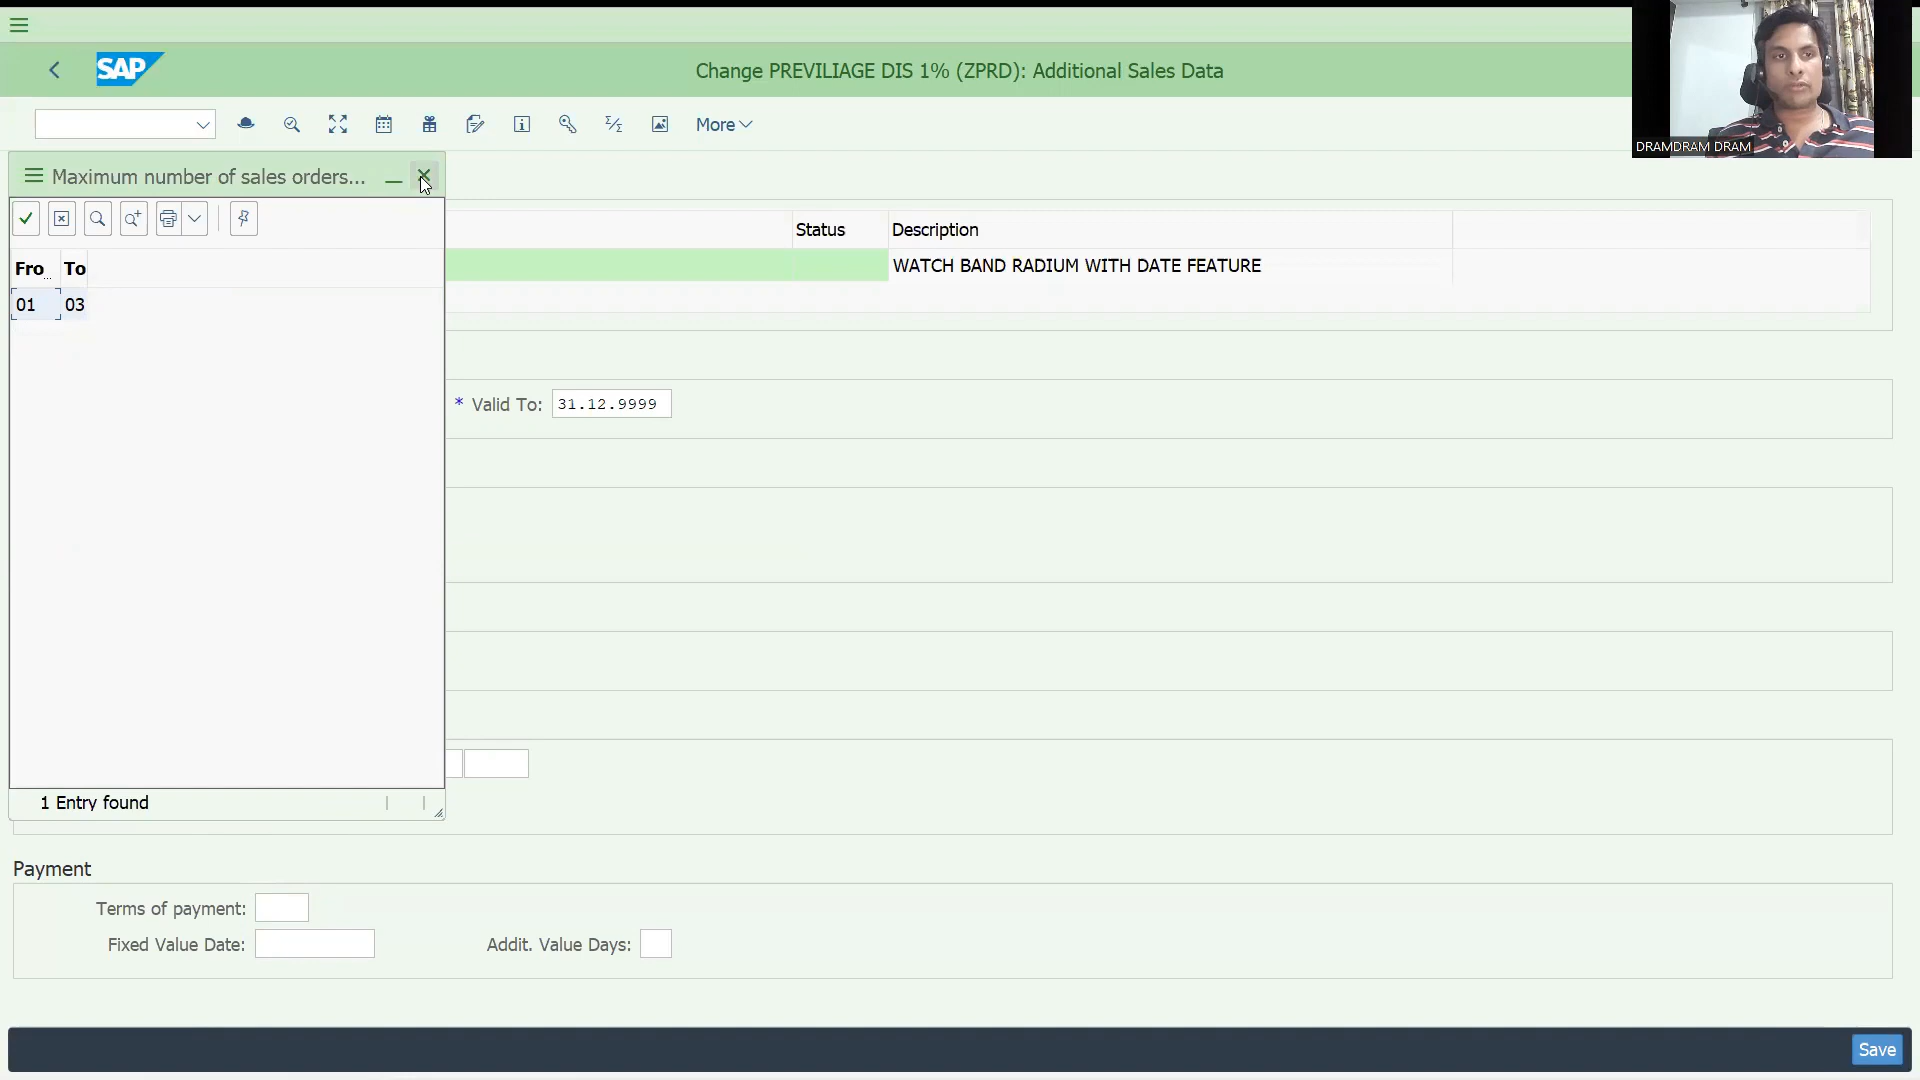 SAP
Change PREVILIAGE DIS 1% (ZPRD): Additional Sales Data
More
DRAMDRAM DRAM
Maximum number of sales orders...
Status
Description
Fro..
To
WATCH BAND RADIUM WITH DATE FEATURE
01
03
* Valid To:
31.12.9999
1 Entry found
Payment
Terms of payment:
Fixed Value Date:
Addit. Value Days:
Save